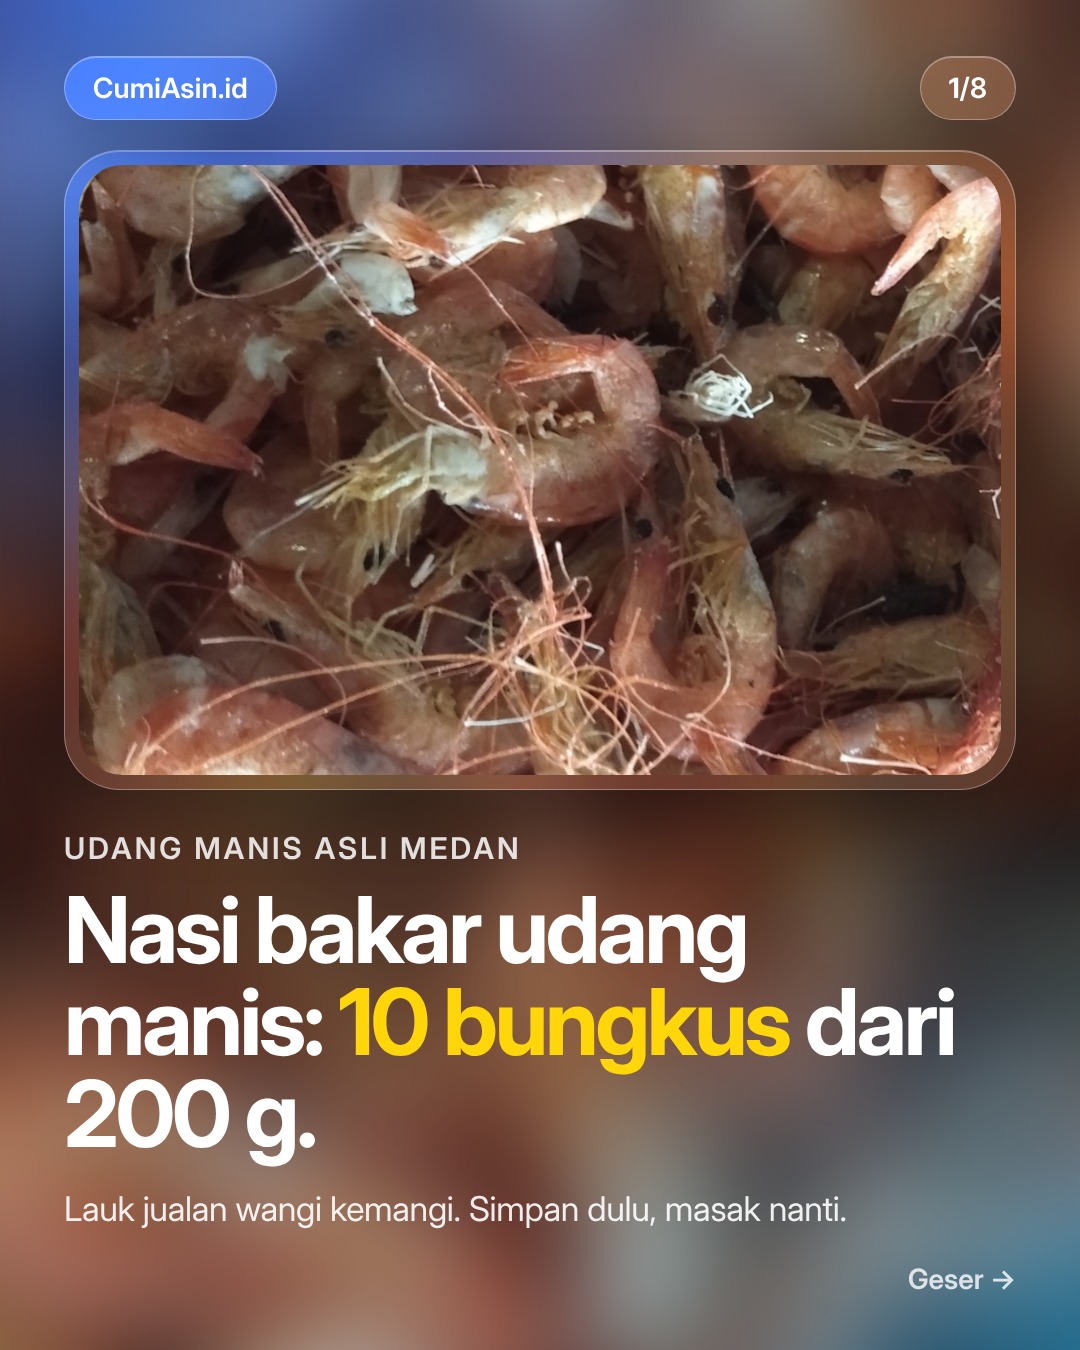 CumiAsin.id
1/8
UDANG MANIS ASLI MEDAN
Nasi bakar udang
manis: 10 bungkus dari
200 g.
Lauk jualan wangi kemangi. Simpan dulu, masak nanti.
Geser →